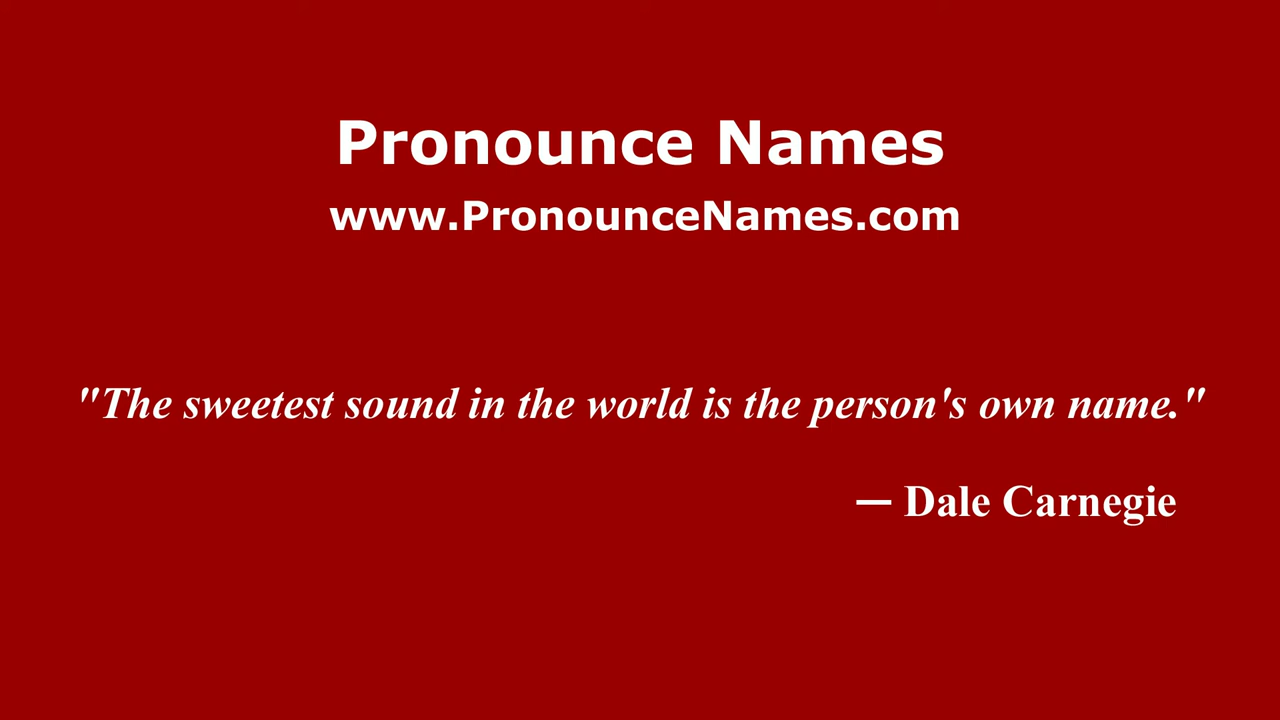 Pronounce Names
www.PronounceNames.com
"The sweetest sound in the world is the person's own name."
— Dale Carnegie